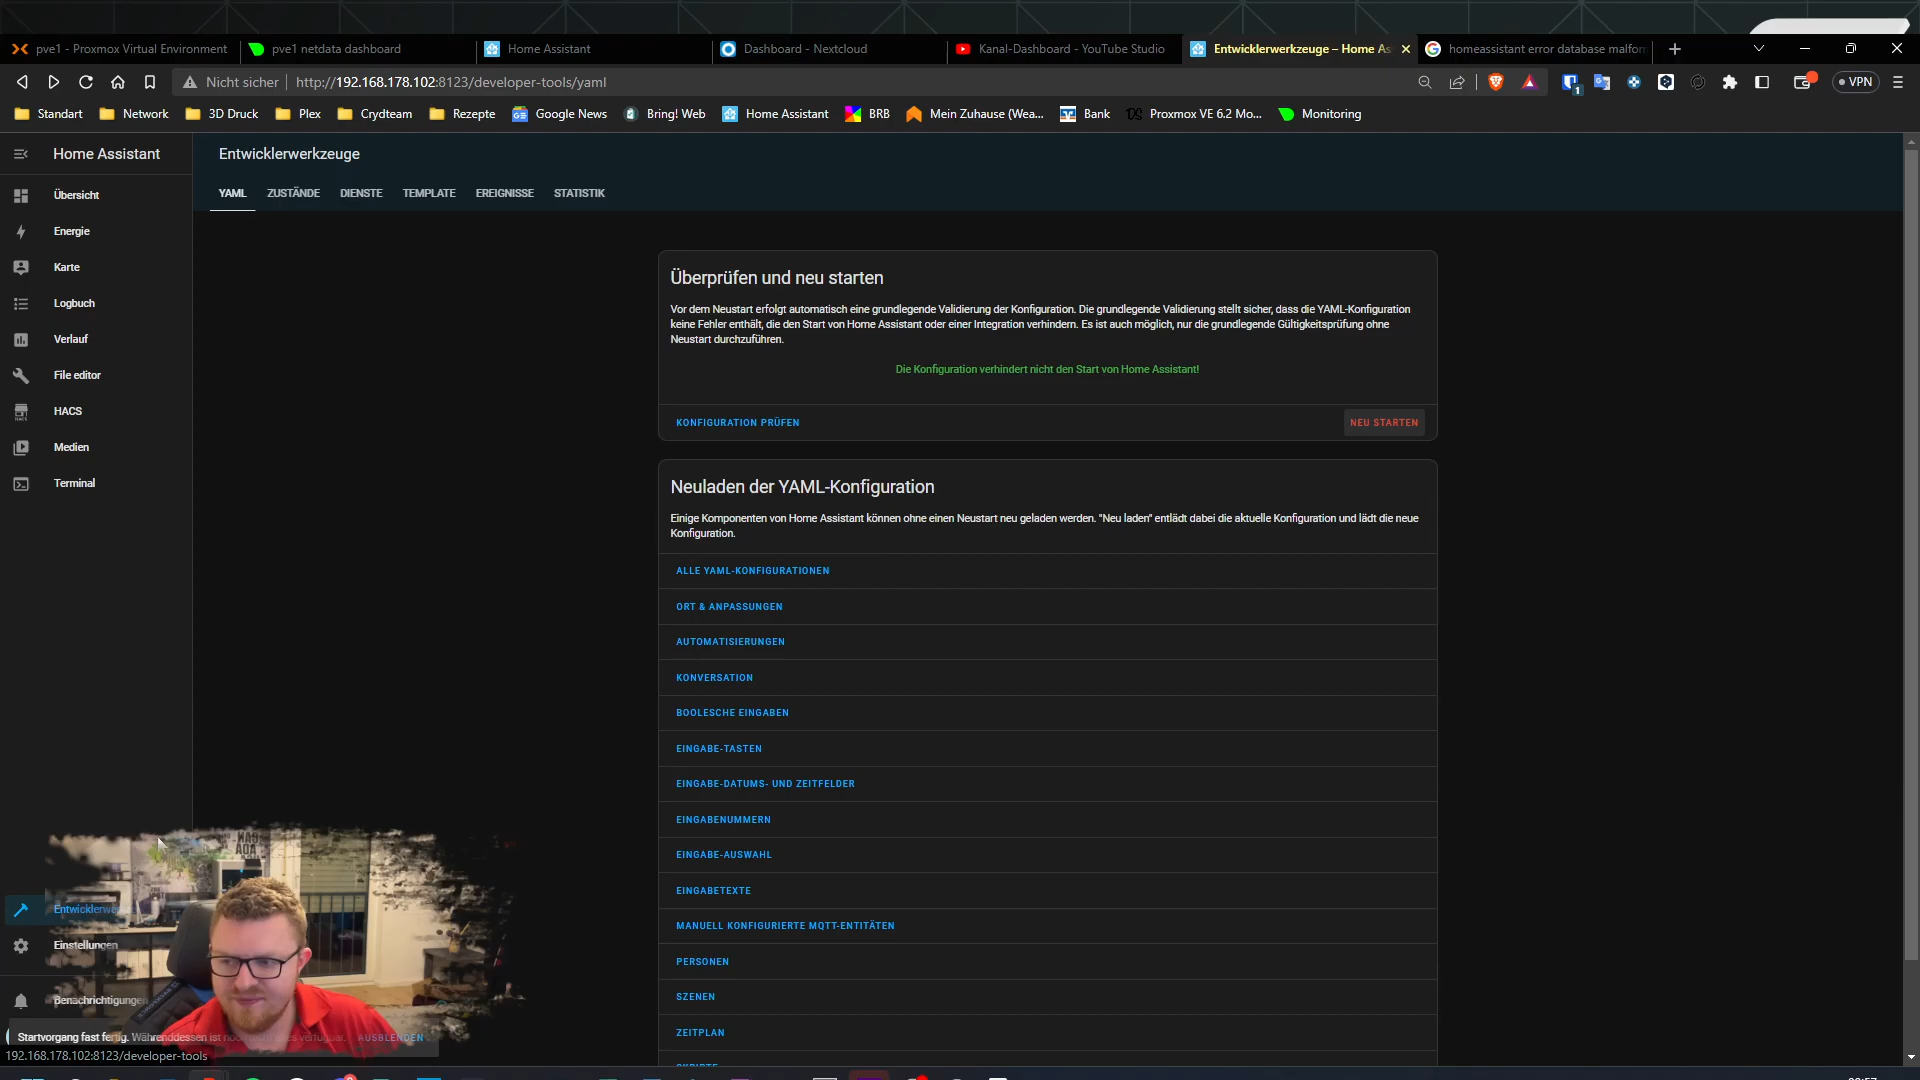 pve1 - Proxmox Virtual Environment
pve1 netdata dashboard
Home Assistant
Dashboard - Nextcloud
Kanal-Dashboard - YouTube Studio
Entwicklerwerkzeuge – Home As
homeassistant error database malfor
Nicht sicher
http://192.168.178.102:8123/developer-tools/yaml
1
VPN
Standart
Network
3D Druck
Plex
Crydteam
Rezepte
Google News
Bring! Web
Home Assistant
BRB
Mein Zuhause (Wea...
Bank
Proxmox VE 6.2 Mo...
Monitoring
Home Assistant
Übersicht
Energie
Karte
Logbuch
Verlauf
File editor
HACS
Medien
Terminal
Einstellungen
Benachrichtigungen
Entwicklerwerkzeuge
YAML
ZUSTÄNDE
DIENSTE
TEMPLATE
EREIGNISSE
STATISTIK
Überprüfen und neu starten
Vor dem Neustart erfolgt automatisch eine grundlegende Validierung der Konfiguration. Die grundlegende Validierung stellt sicher, dass die YAML-Konfiguration
keine Fehler enthält, die den Start von Home Assistant oder einer Integration verhindern. Es ist auch möglich, nur die grundlegende Gültigkeitsprüfung ohne
Neustart durchzuführen.
Die Konfiguration verhindert nicht den Start von Home Assistant!
KONFIGURATION PRÜFEN
NEU STARTEN
Neuladen der YAML-Konfiguration
Einige Komponenten von Home Assistant können ohne einen Neustart neu geladen werden. "Neu laden" entlädt dabei die aktuelle Konfiguration und lädt die neue
Konfiguration.
ALLE YAML-KONFIGURATIONEN
ORT & ANPASSUNGEN
AUTOMATISIERUNGEN
KONVERSATION
BOOLESCHE EINGABEN
EINGABE-TASTEN
EINGABE-DATUMS- UND ZEITFELDER
EINGABENUMMERN
EINGABE-AUSWAHL
EINGABETEXTE
MANUELL KONFIGURIERTE MQTT-ENTITÄTEN
PERSONEN
SZENEN
ZEITPLAN
Startvorgang fast fertig. Währenddessen ist
AUSBLENDEN
192.168.178.102:8123/developer-tools